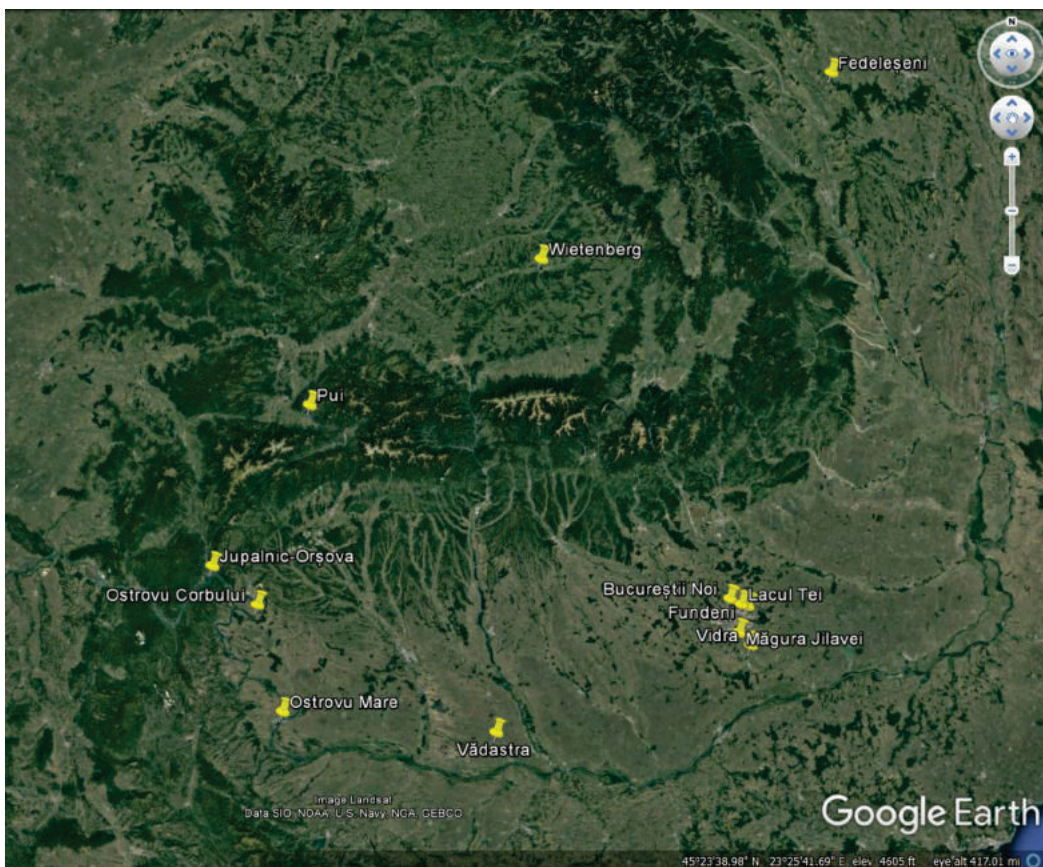 N
Fedeleșeni
Wietenberg
Pui
Jupalnic-Orșova
Ostrovu Corbului
Bucureștii Noi
Lacul Tei
Fundeni
Vidra
Măgura Jilavei
Ostrovu Mare
Vădastra
Image Landsat
Data SIO, NOAA, U.S. Navy, NGA, GEBCO
Google Earth
45°23'38.98" N 23°25'41.69" E elev 4605 ft eye alt 417.01 mi